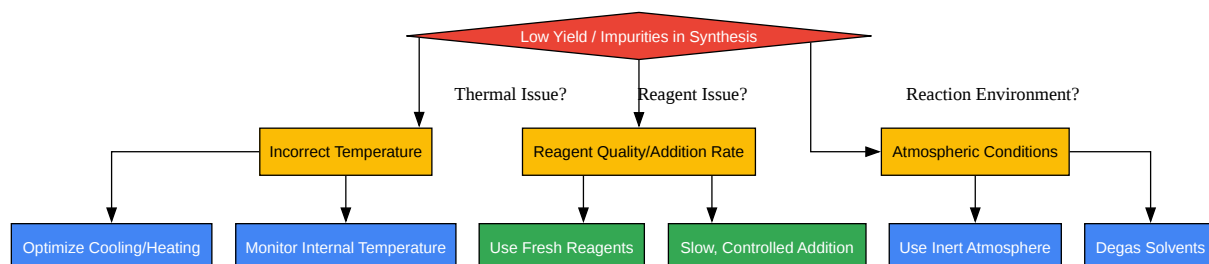 Low Yield / Impurities in Synthesis
Thermal Issue?
Reagent Issue?
Reaction Environment?
Incorrect Temperature
Reagent Quality/Addition Rate
Atmospheric Conditions
Optimize Cooling/Heating
Monitor Internal Temperature
Use Fresh Reagents
Slow, Controlled Addition
Use Inert Atmosphere
Degas Solvents